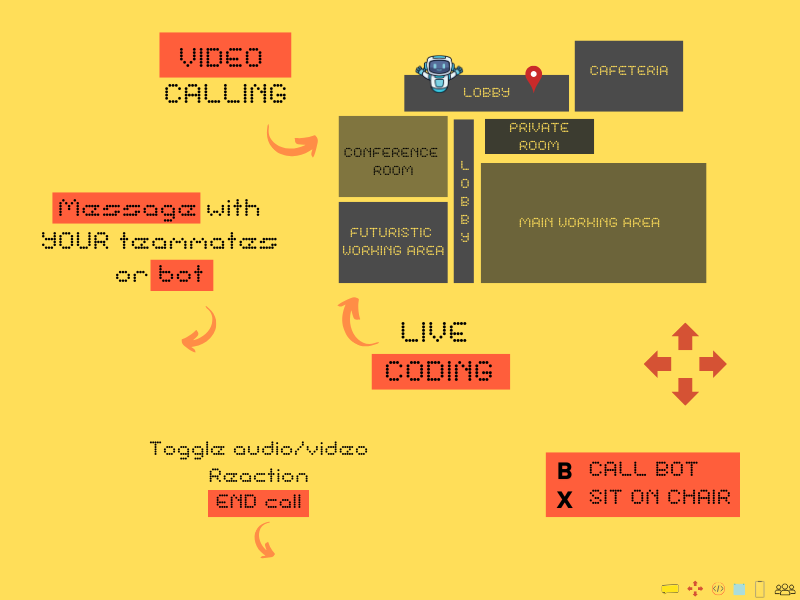 VIDEO
CALLING
LOBBY
CAFETERIA
PRIVATE
ROOM
CONFERENCE
ROOM
LOBBY
FUTURISTIC
WORKING AREA
MAIN WORKING AREA
Message with
YOUR teammates
or bot
LIVE
CODING
Toggle audio/video
Reaction
END call
B CALL BOT
X SIT ON CHAIR